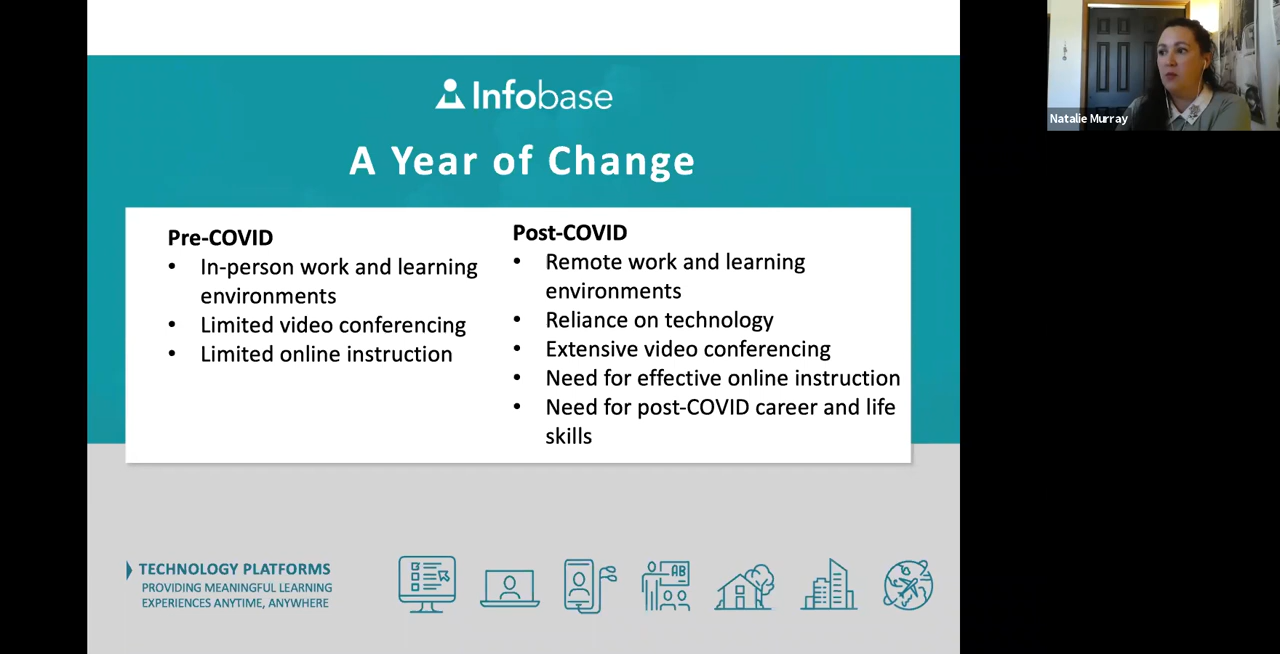 Infobase
A Year of Change
Pre-COVID
• In-person work and learning
environments
• Limited video conferencing
• Limited online instruction
Post-COVID
• Remote work and learning
environments
• Reliance on technology
• Extensive video conferencing
• Need for effective online instruction
• Need for post-COVID career and life
skills
TECHNOLOGY PLATFORMS
PROVIDING MEANINGFUL LEARNING
EXPERIENCES ANYTIME, ANYWHERE
AB
Natalie Murray